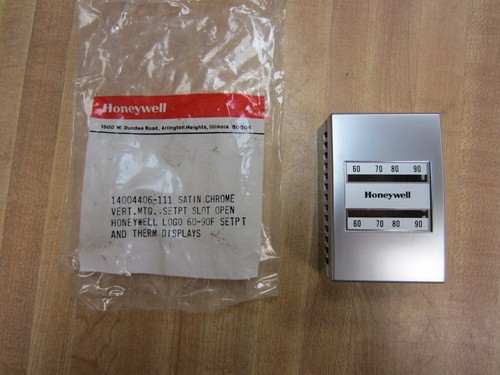 Honeywell
1500 W. Dundee Road, Arlington Heights, Illinois 60004
14004406-111 SATIN CHROME
VERT.MTG.,SETPT SLOT OPEN
HONEYWELL LOGO 60-90F SETPT
AND THERM DISPLAYS
60 70 80 90
Honeywell
60 70 80 90